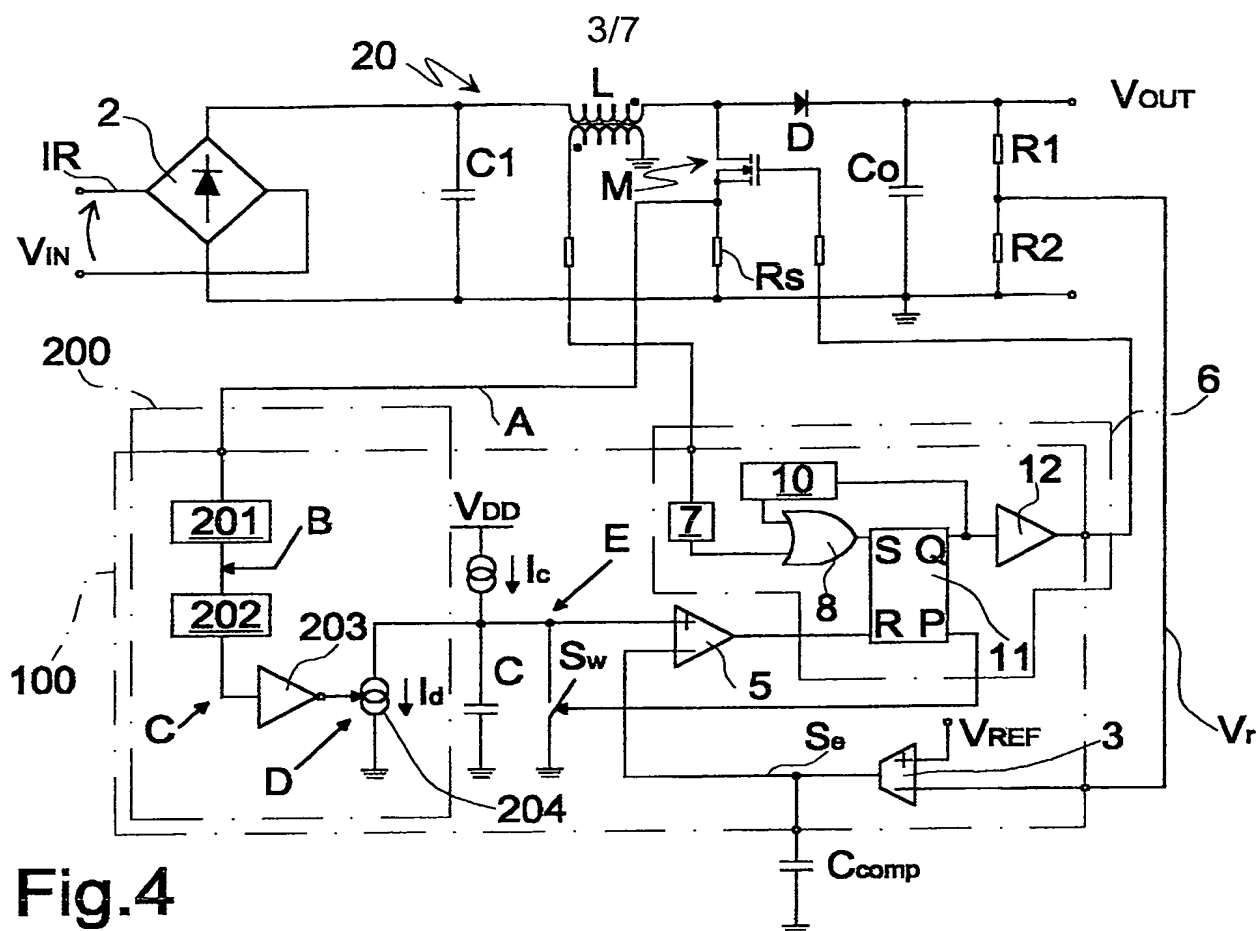 3/7
20
L
VOUT
2
IR
VIN
C1
M
D
Co
R1
R2
Rs
200
A
6
10
12
VDD
7
201
B
Ic
E
8
S Q
R P
11
202
203
100
C
D
Id
C
Sw
5
204
Se
VREF
3
Vr
Ccomp
Fig.4